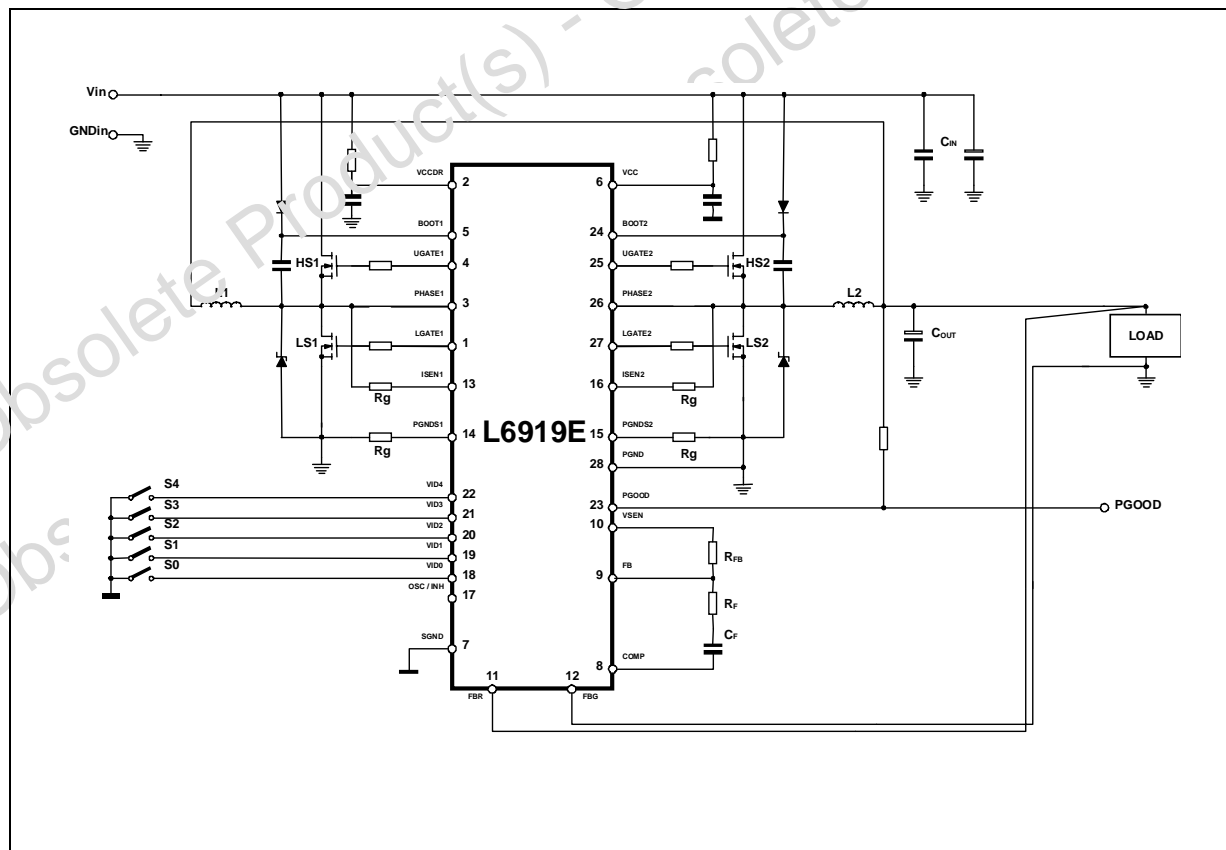 Obsolete Product(s) - O
solete
Obsolete
Obs
Vin
GNDin
CIN
VCCDR
2
6
VCC
BOOT1
5
24
BOOT2
HS1
UGATE1
4
25
UGATE2
HS2
L1
PHASE1
3
26
PHASE2
L2
LS1
LGATE1
1
27
LGATE2
LS2
COUT
LOAD
ISEN1
13
16
ISEN2
Rg
Rg
PGNDS1
14
L6919E
15
PGNDS2
Rg
Rg
28
PGND
S4
VID4
22
23
PGOOD
PGOOD
S3
VID3
21
10
VSEN
S2
VID2
20
RFB
S1
VID1
19
9
FB
S0
VID0
18
OSC / INH
17
RF
CF
SGND
7
8
COMP
11
12
FBR
FBG